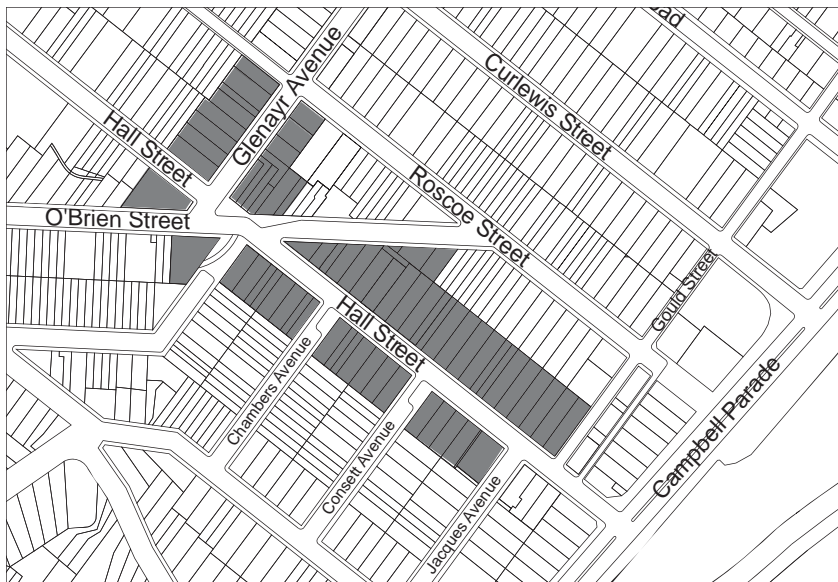 oad
Glenayr Avenue
Curlewis Street
Hall Street
Roscoe Street
O'Brien Street
Gould Street
Hall Street
Chambers Avenue
Campbell Parade
Consett Avenue
Jacques Avenue